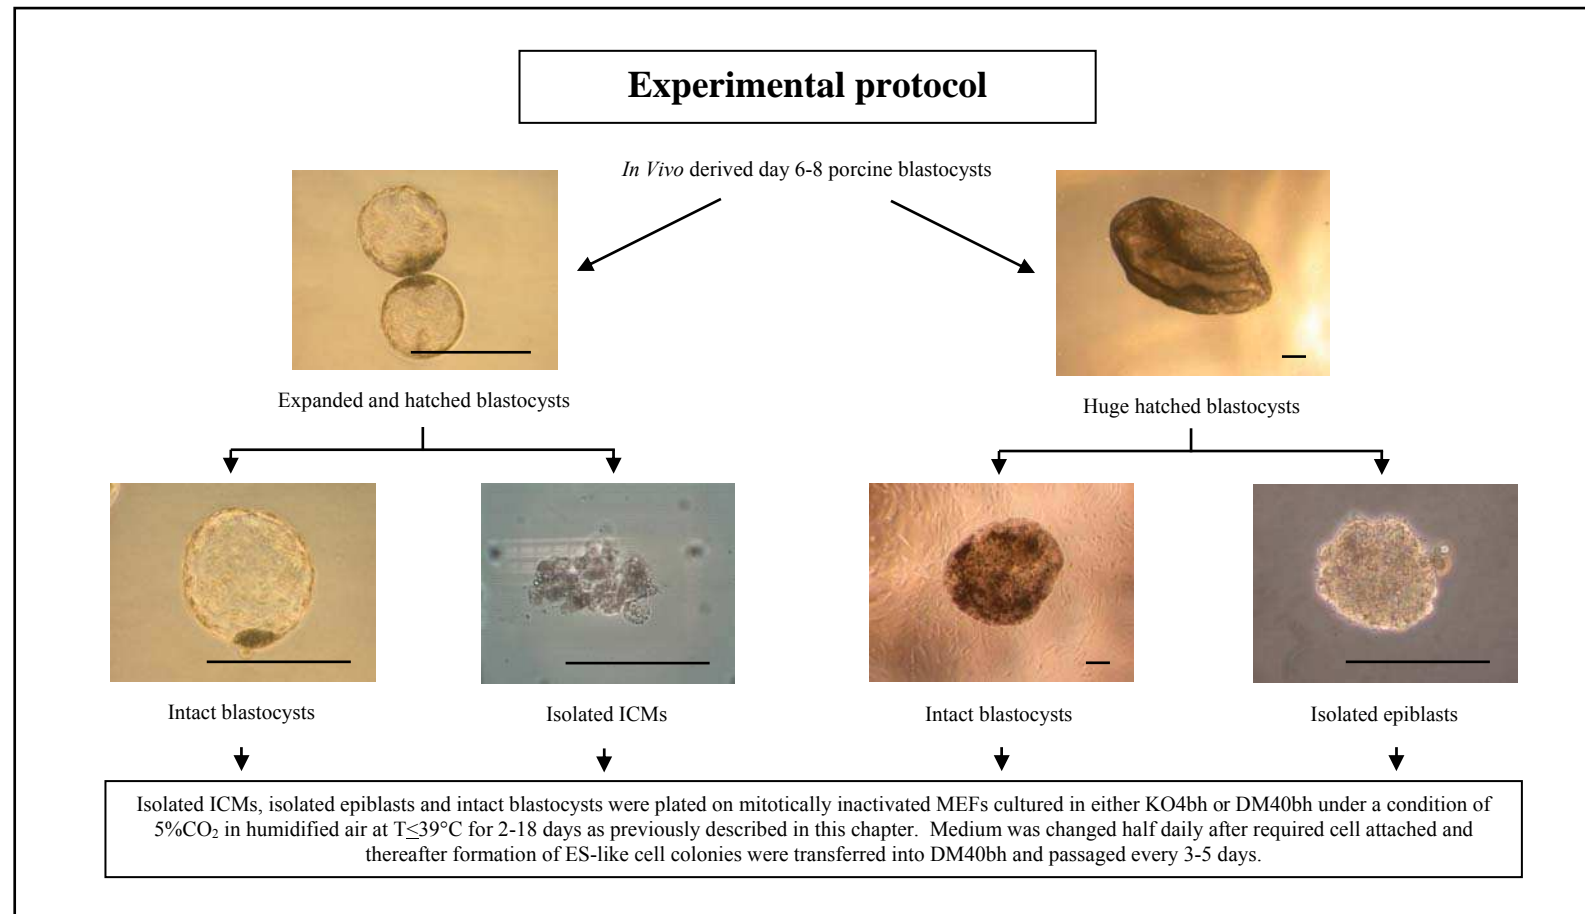 Experimental protocol
In Vivo derived day 6-8 porcine blastocysts
Expanded and hatched blastocysts
Huge hatched blastocysts
Intact blastocysts
Isolated ICMs
Intact blastocysts
Isolated epiblasts
Isolated ICMs, isolated epiblasts and intact blastocysts were plated on mitotically inactivated MEFs cultured in either KO4bh or DM40bh under a condition of
5%CO₂ in humidified air at T≤39°C for 2-18 days as previously described in this chapter. Medium was changed half daily after required cell attached and
thereafter formation of ES-like cell colonies were transferred into DM40bh and passaged every 3-5 days.